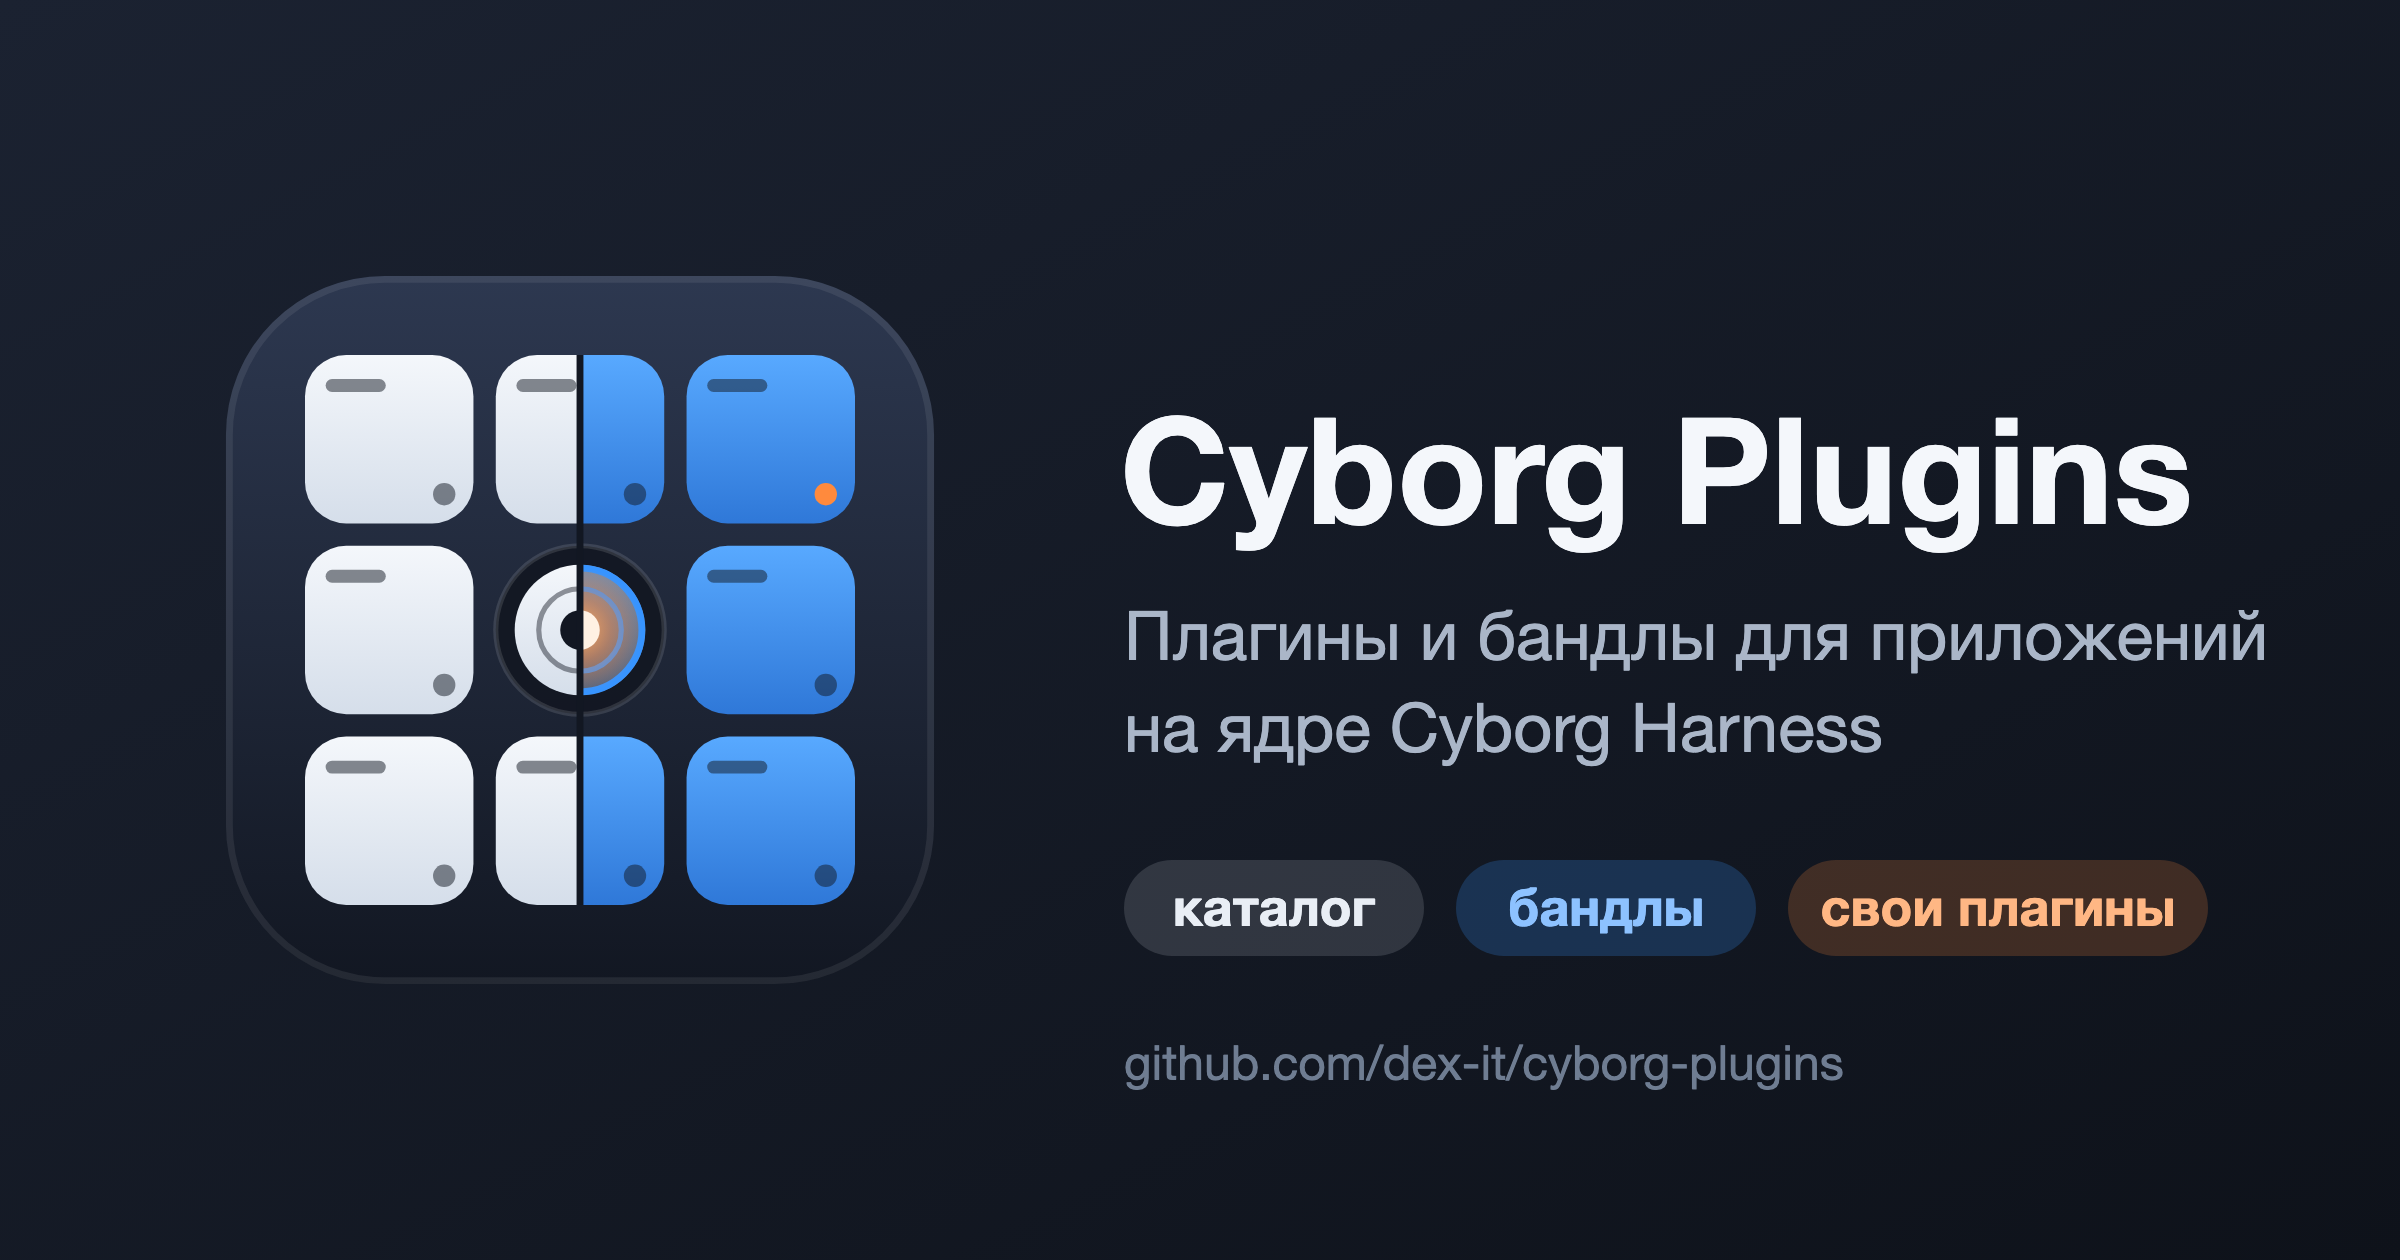 Cyborg Plugins
Плагины и бандлы для приложений
на ядре Cyborg Harness
каталог
бандлы
свои плагины
github.com/dex-it/cyborg-plugins